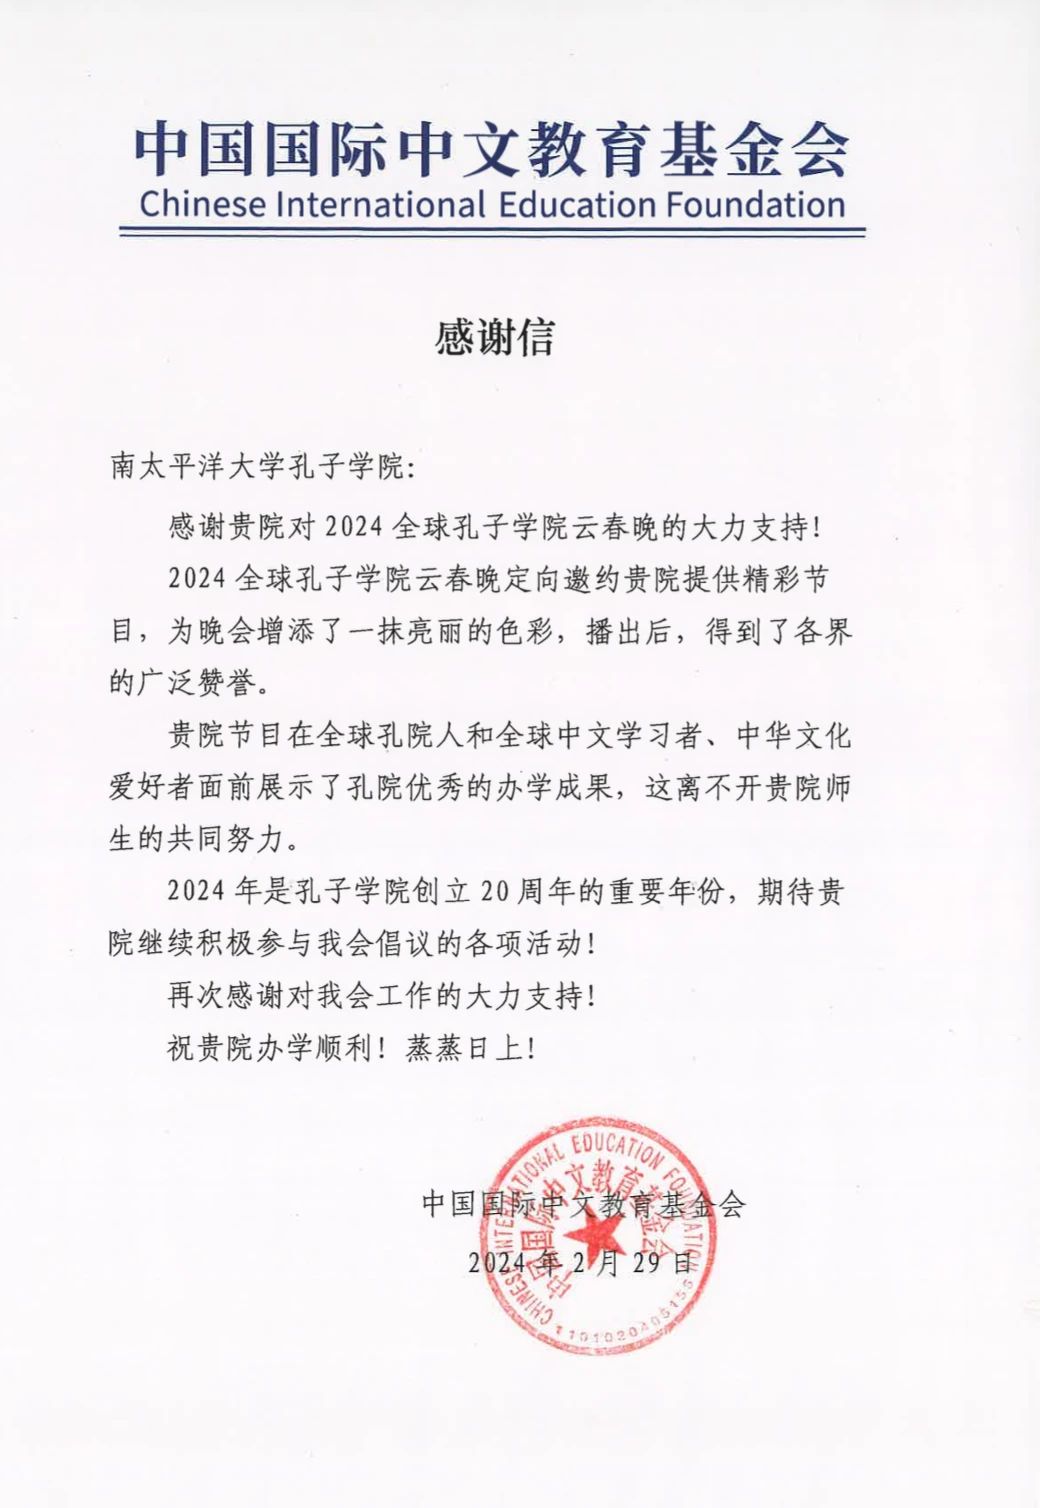 中国国际中文教育基金会
Chinese International Education Foundation
感谢信
南太平洋大学孔子学院：
感谢贵院对 2024 全球孔子学院云春晚的大力支持！
2024 全球孔子学院云春晚定向邀约贵院提供精彩节
目，为晚会增添了一抹亮丽的色彩，播出后，得到了各界
的广泛赞誉。
贵院节目在全球孔院人和全球中文学习者、中华文化
爱好者面前展示了孔院优秀的办学成果，这离不开贵院师
生的共同努力。
2024 年是孔子学院创立 20 周年的重要年份，期待贵
院继续积极参与我会倡议的各项活动！
再次感谢对我会工作的大力支持！
祝贵院办学顺利！蒸蒸日上！
中国国际中文教育基金会
2024 年 2 月 29 日
CHINESE INTERNATIONAL EDUCATION FOUNDATION
中国国际中文教育基金会